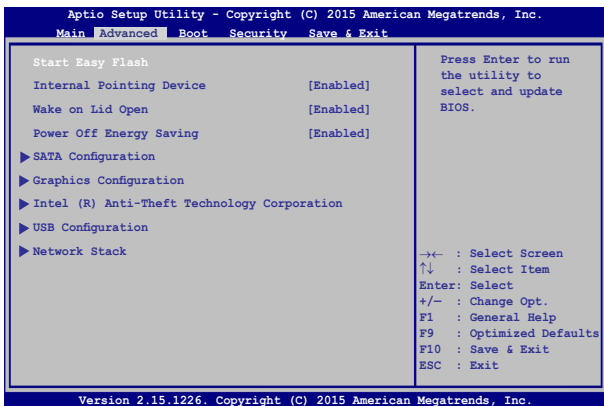 Aptio Setup Utility - Copyright (C) 2015 American Megatrends, Inc.
Main Advanced Boot Security Save & Exit
Start Easy Flash
Internal Pointing Device [Enabled]
Wake on Lid Open [Enabled]
Power Off Energy Saving [Enabled]
SATA Configuration
Graphics Configuration
Intel (R) Anti-Theft Technology Corporation
USB Configuration
Network Stack
Press Enter to run
the utility to
select and update
BIOS.
→← : Select Screen
↑↓ : Select Item
Enter: Select
+/— : Change Opt.
F1 : General Help
F9 : Optimized Defaults
F10 : Save & Exit
ESC : Exit
Version 2.15.1226. Copyright (C) 2015 American Megatrends, Inc.